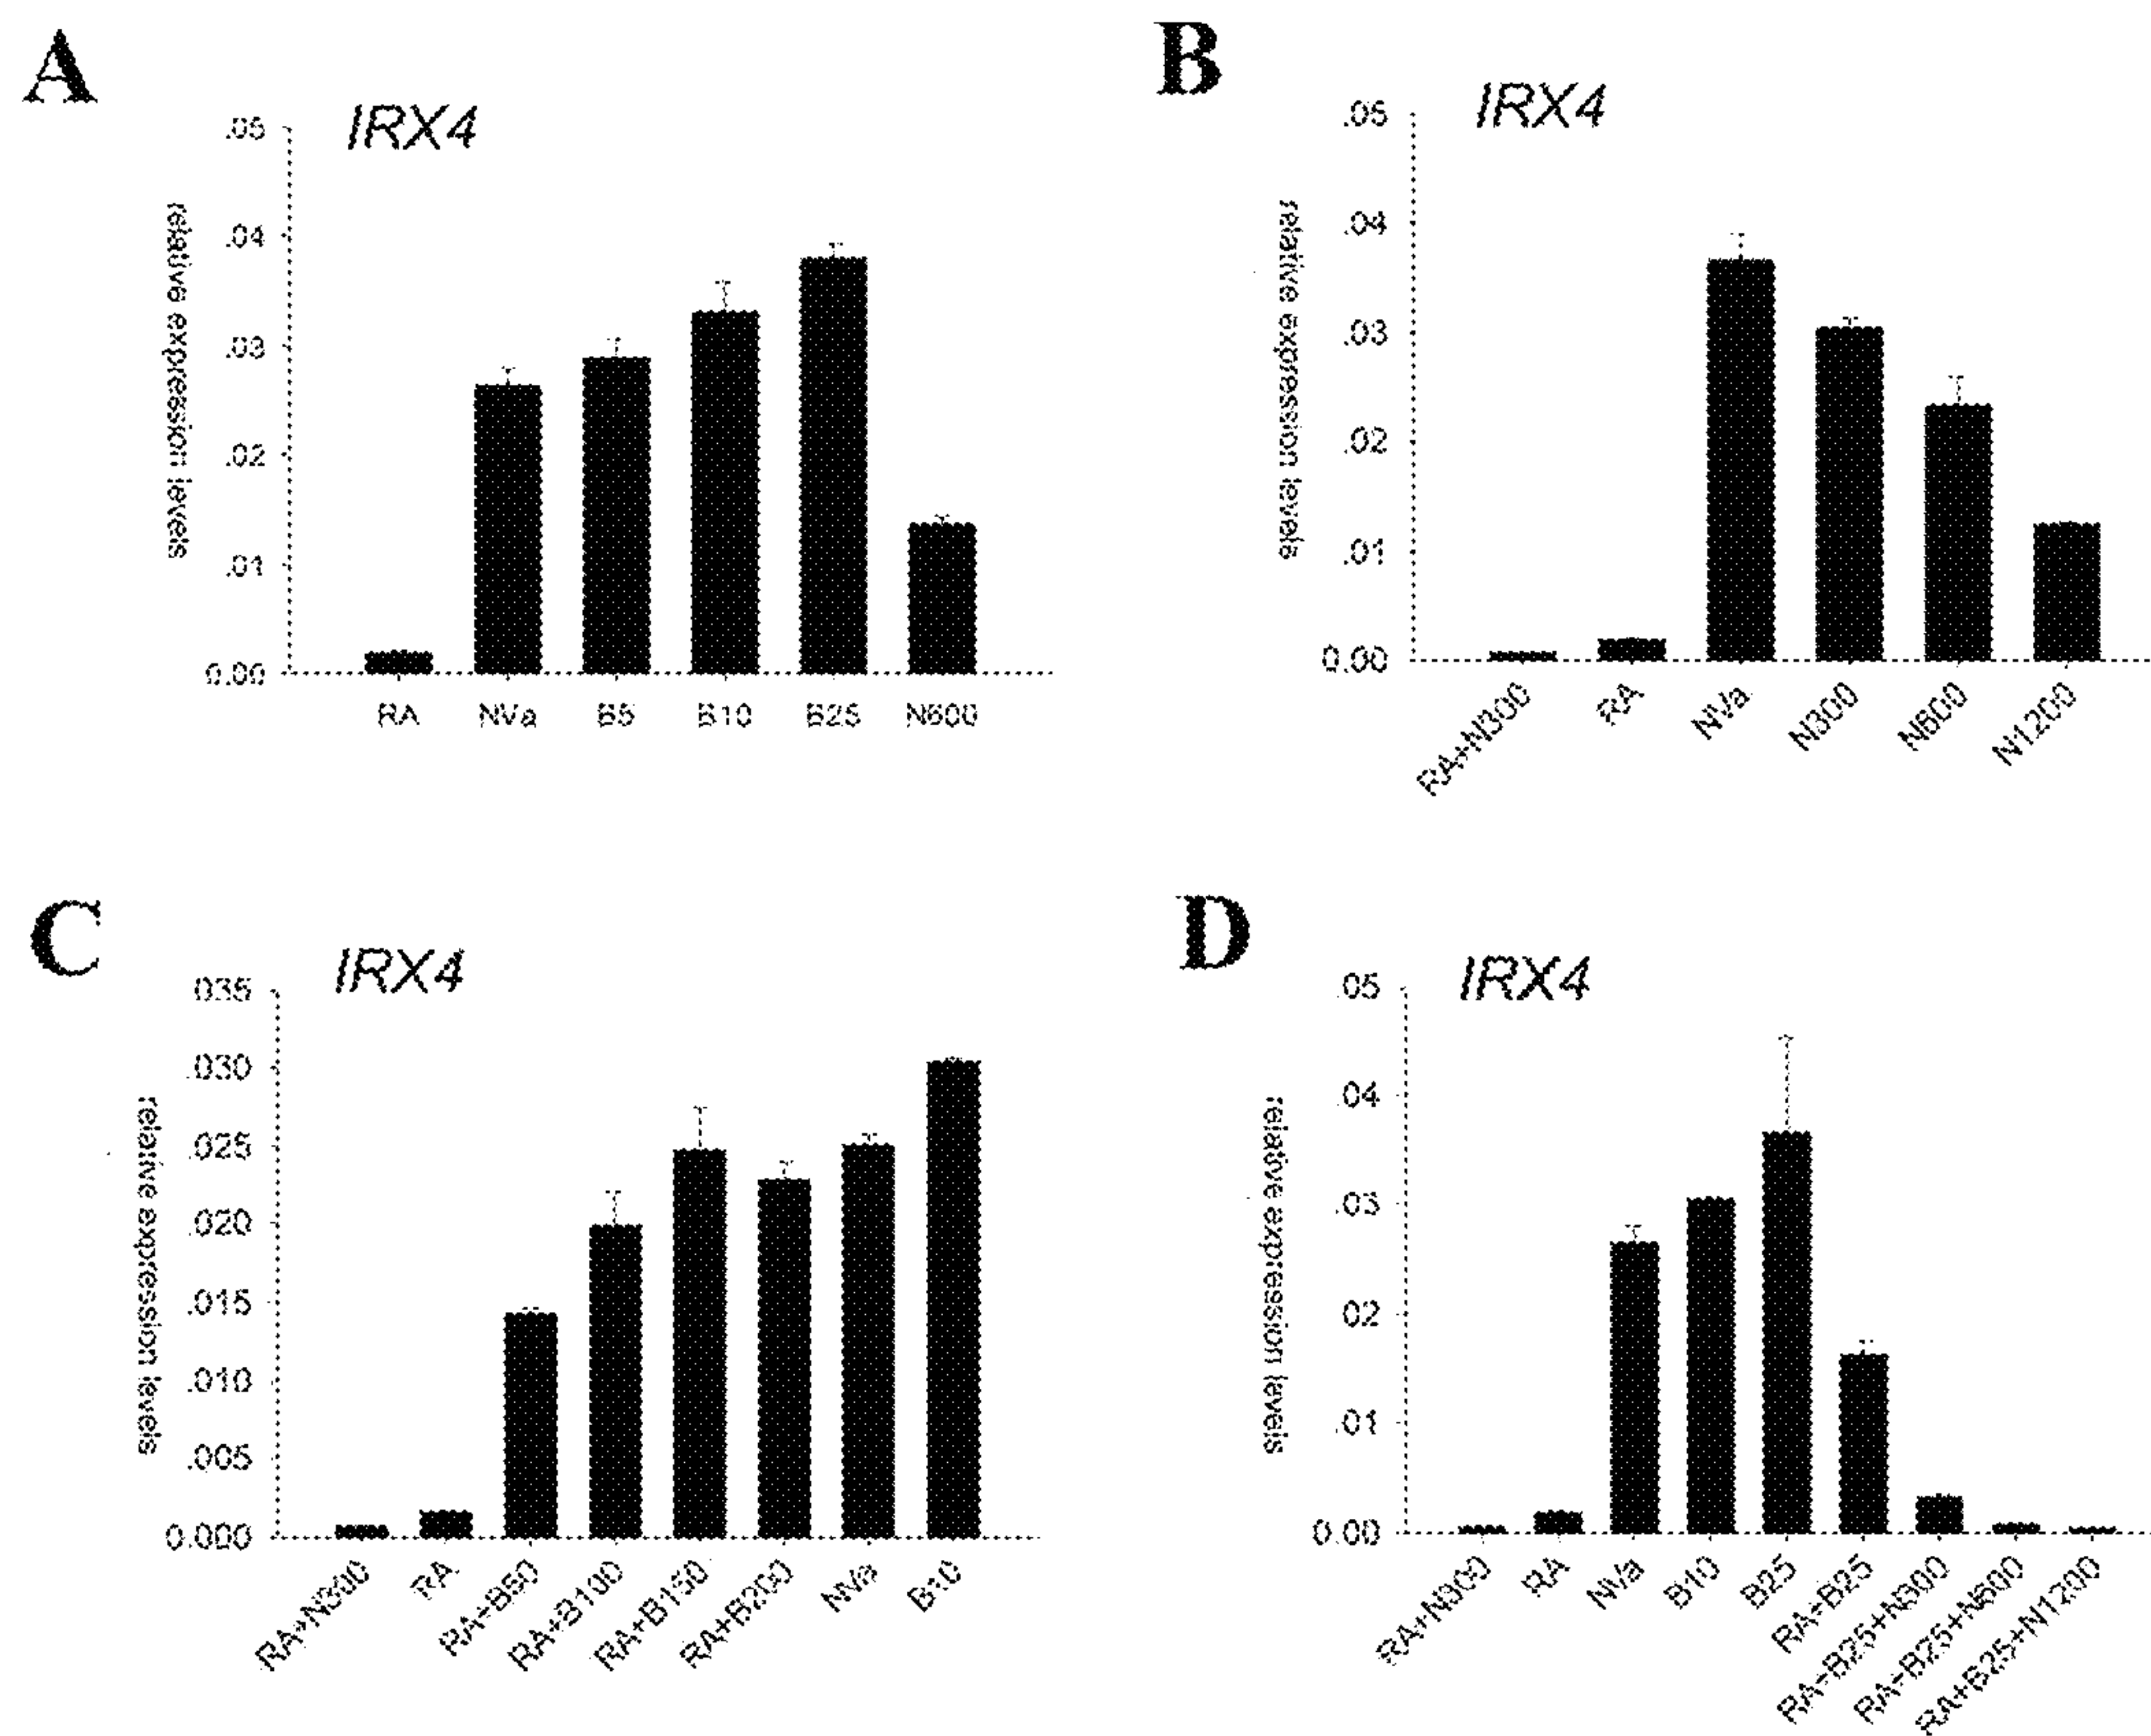 A
IRX4
relative expression levels
.05
.04
.03
.02
.01
0.00
RA NVa B5 B10 B25 N600
B
IRX4
relative expression levels
.05
.04
.03
.02
.01
0.00
RA+N300 RA NVa N300 N600 N1200
C
IRX4
relative expression levels
.035
.030
.025
.020
.015
.010
.005
0.000
RA+N300 RA RA+B50 RA+B100 RA+B150 RA+B200 NVa B10
D
IRX4
relative expression levels
.05
.04
.03
.02
.01
0.00
RA+N300 RA NVa B10 B25 RA+B25 RA+B25+N300 RA+B25+N600 RA+B25+N1200